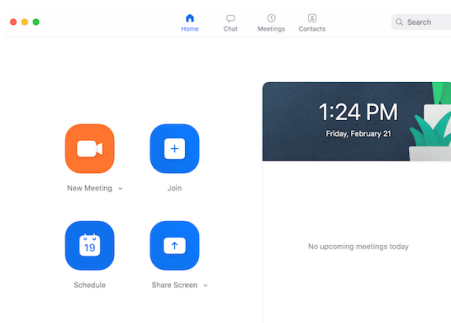 Home
Chat
Meetings
Contacts
Search
1:24 PM
Friday, February 21
New Meeting
Join
19
Schedule
Share Screen
No upcoming meetings today